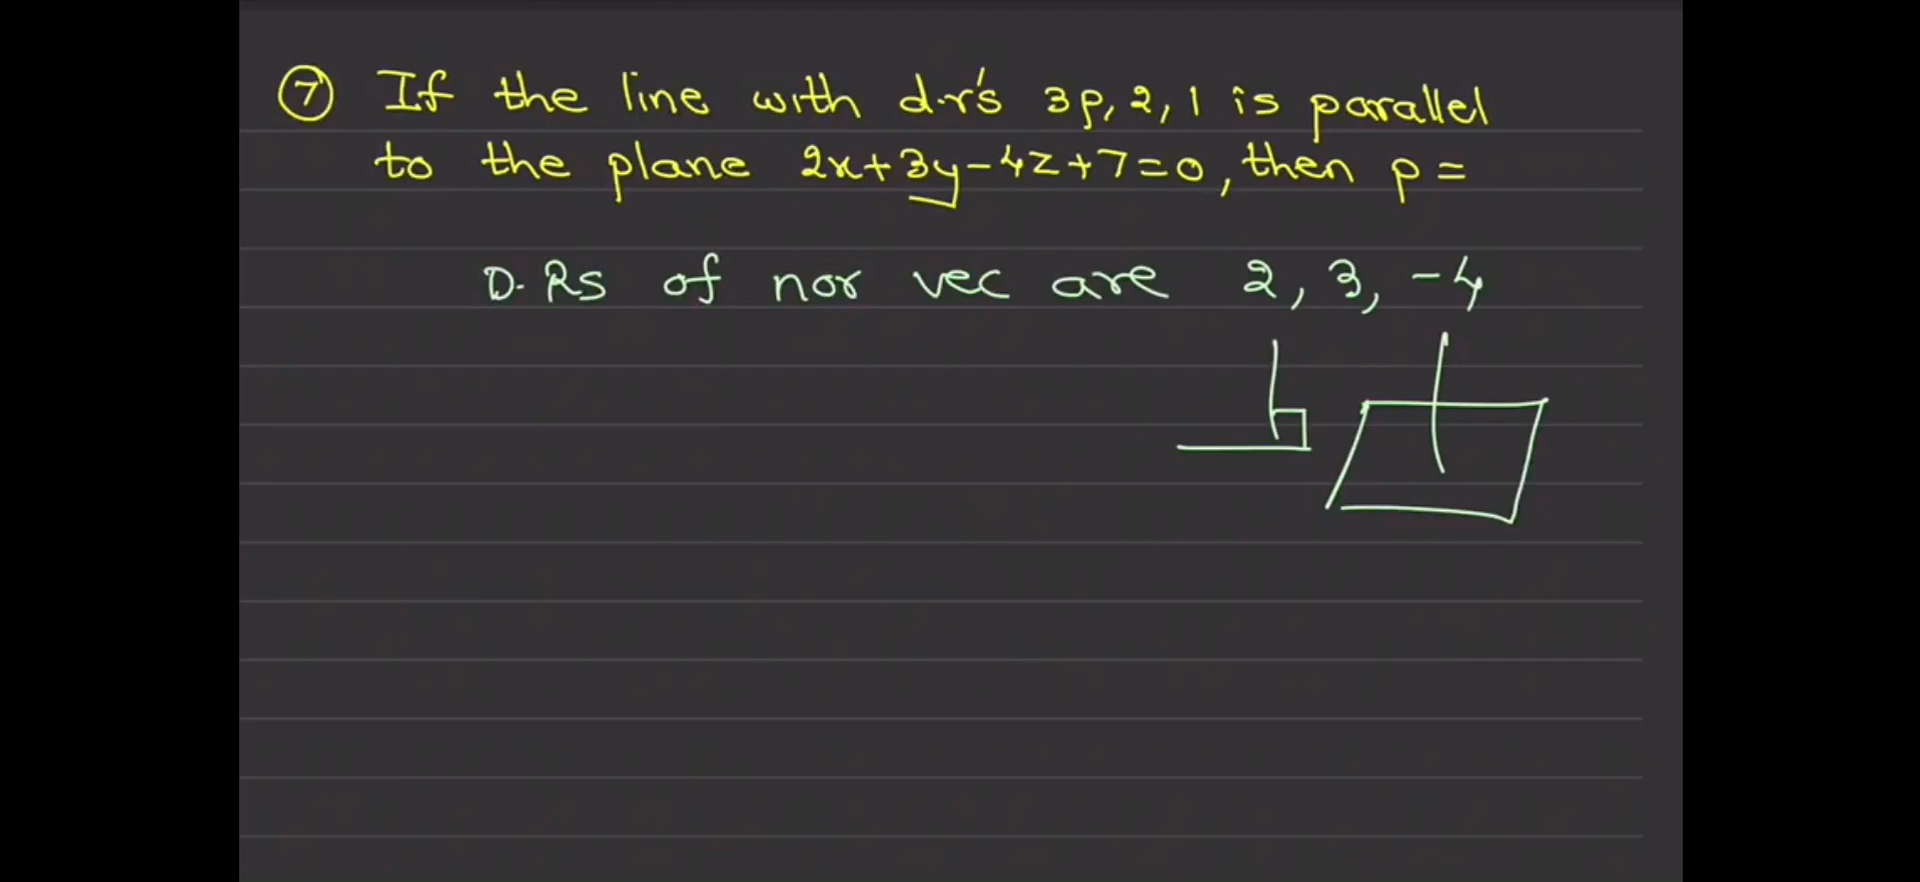 7 If the line with d.r's 3p, 2, 1 is parallel
to the plane 2x+3y-4z+7=0, then p =
D.Rs of nor vec are 2, 3, -4